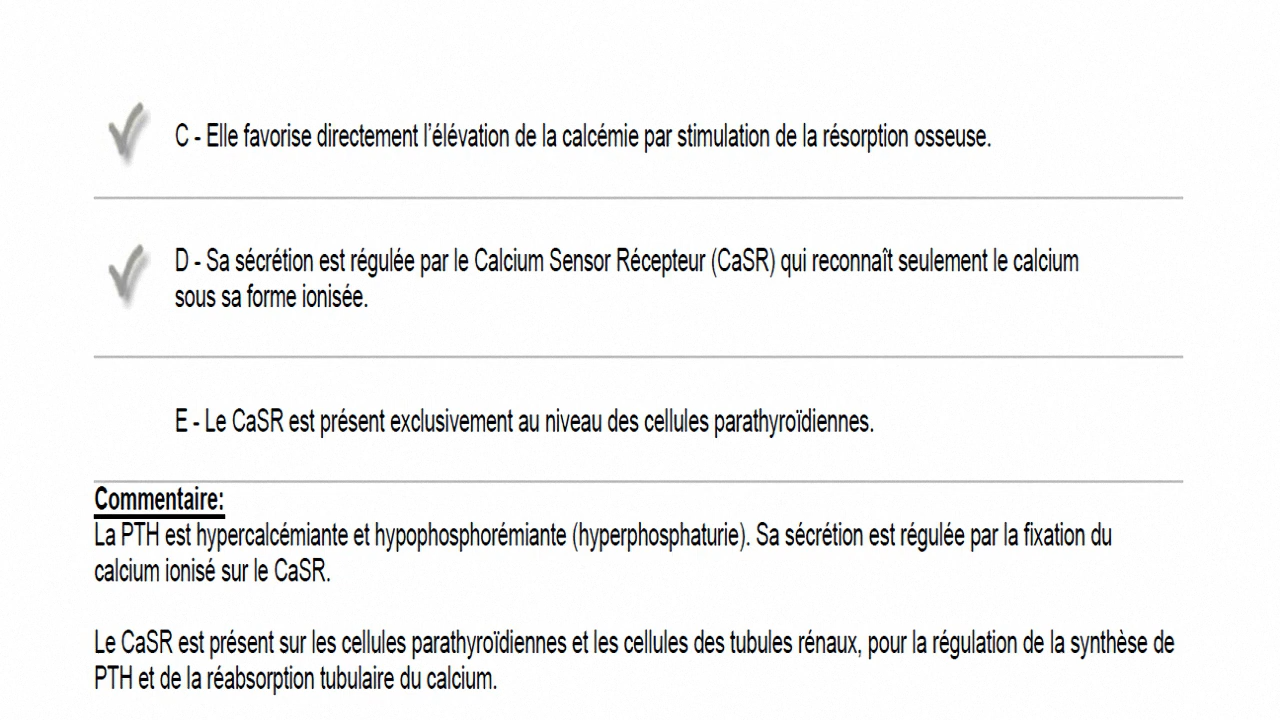 C - Elle favorise directement l’élévation de la calcémie par stimulation de la résorption osseuse.
D - Sa sécrétion est régulée par le Calcium Sensor Récepteur (CaSR) qui reconnaît seulement le calcium
sous sa forme ionisée.
E - Le CaSR est présent exclusivement au niveau des cellules parathyroïdiennes.
Commentaire:
La PTH est hypercalcémiante et hypophosphorémiante (hyperphosphaturie). Sa sécrétion est régulée par la fixation du
calcium ionisé sur le CaSR.
Le CaSR est présent sur les cellules parathyroïdiennes et les cellules des tubules rénaux, pour la régulation de la synthèse de
PTH et de la réabsorption tubulaire du calcium.